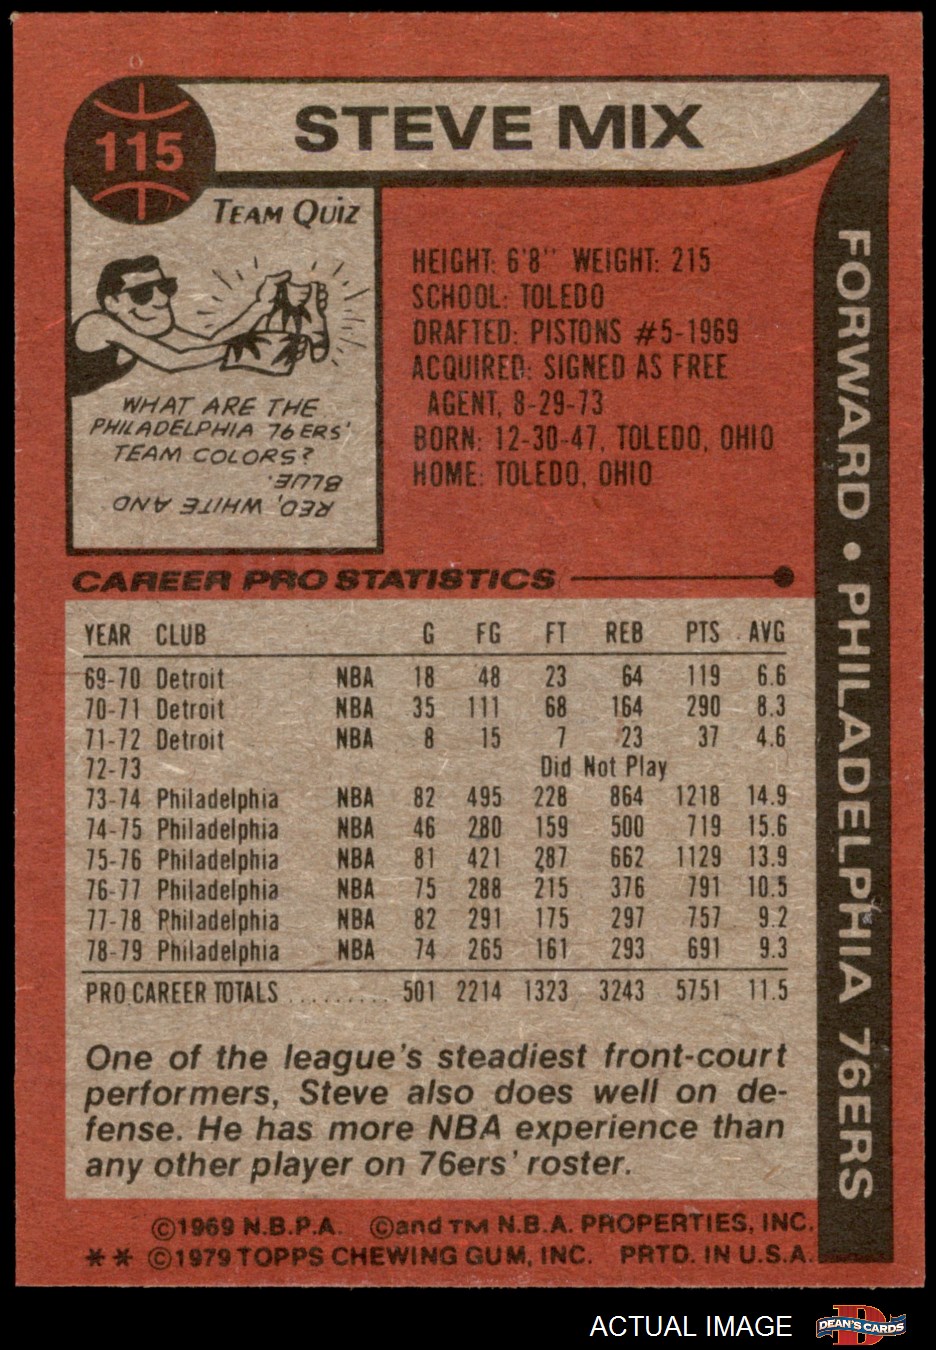 115
STEVE MIX
TEAM QUIZ
WHAT ARE THE
PHILADELPHIA 76ERS'
TEAM COLORS?
RED, WHITE AND
BLUE.
HEIGHT: 6'8" WEIGHT: 215
SCHOOL: TOLEDO
DRAFTED: PISTONS #5-1969
ACQUIRED: SIGNED AS FREE
AGENT, 8-29-73
BORN: 12-30-47, TOLEDO, OHIO
HOME: TOLEDO, OHIO
FORWARD • PHILADELPHIA 76ERS
CAREER PRO STATISTICS
YEAR CLUB G FG FT REB PTS AVG
69-70 Detroit NBA 18 48 23 64 119 6.6
70-71 Detroit NBA 35 111 68 164 290 8.3
71-72 Detroit NBA 8 15 7 23 37 4.6
72-73 Did Not Play
73-74 Philadelphia NBA 82 495 228 864 1218 14.9
74-75 Philadelphia NBA 46 280 159 500 719 15.6
75-76 Philadelphia NBA 81 421 287 662 1129 13.9
76-77 Philadelphia NBA 75 288 215 376 791 10.5
77-78 Philadelphia NBA 82 291 175 297 757 9.2
78-79 Philadelphia NBA 74 265 161 293 691 9.3
PRO CAREER TOTALS ......... 501 2214 1323 3243 5751 11.5
One of the league's steadiest front-court
performers, Steve also does well on de-
fense. He has more NBA experience than
any other player on 76ers' roster.
©1969 N.B.P.A. ©and TM N.B.A. PROPERTIES, INC.
** ©1979 TOPPS CHEWING GUM, INC. PRTD. IN U.S.A.
ACTUAL IMAGE
DEAN'S CARDS